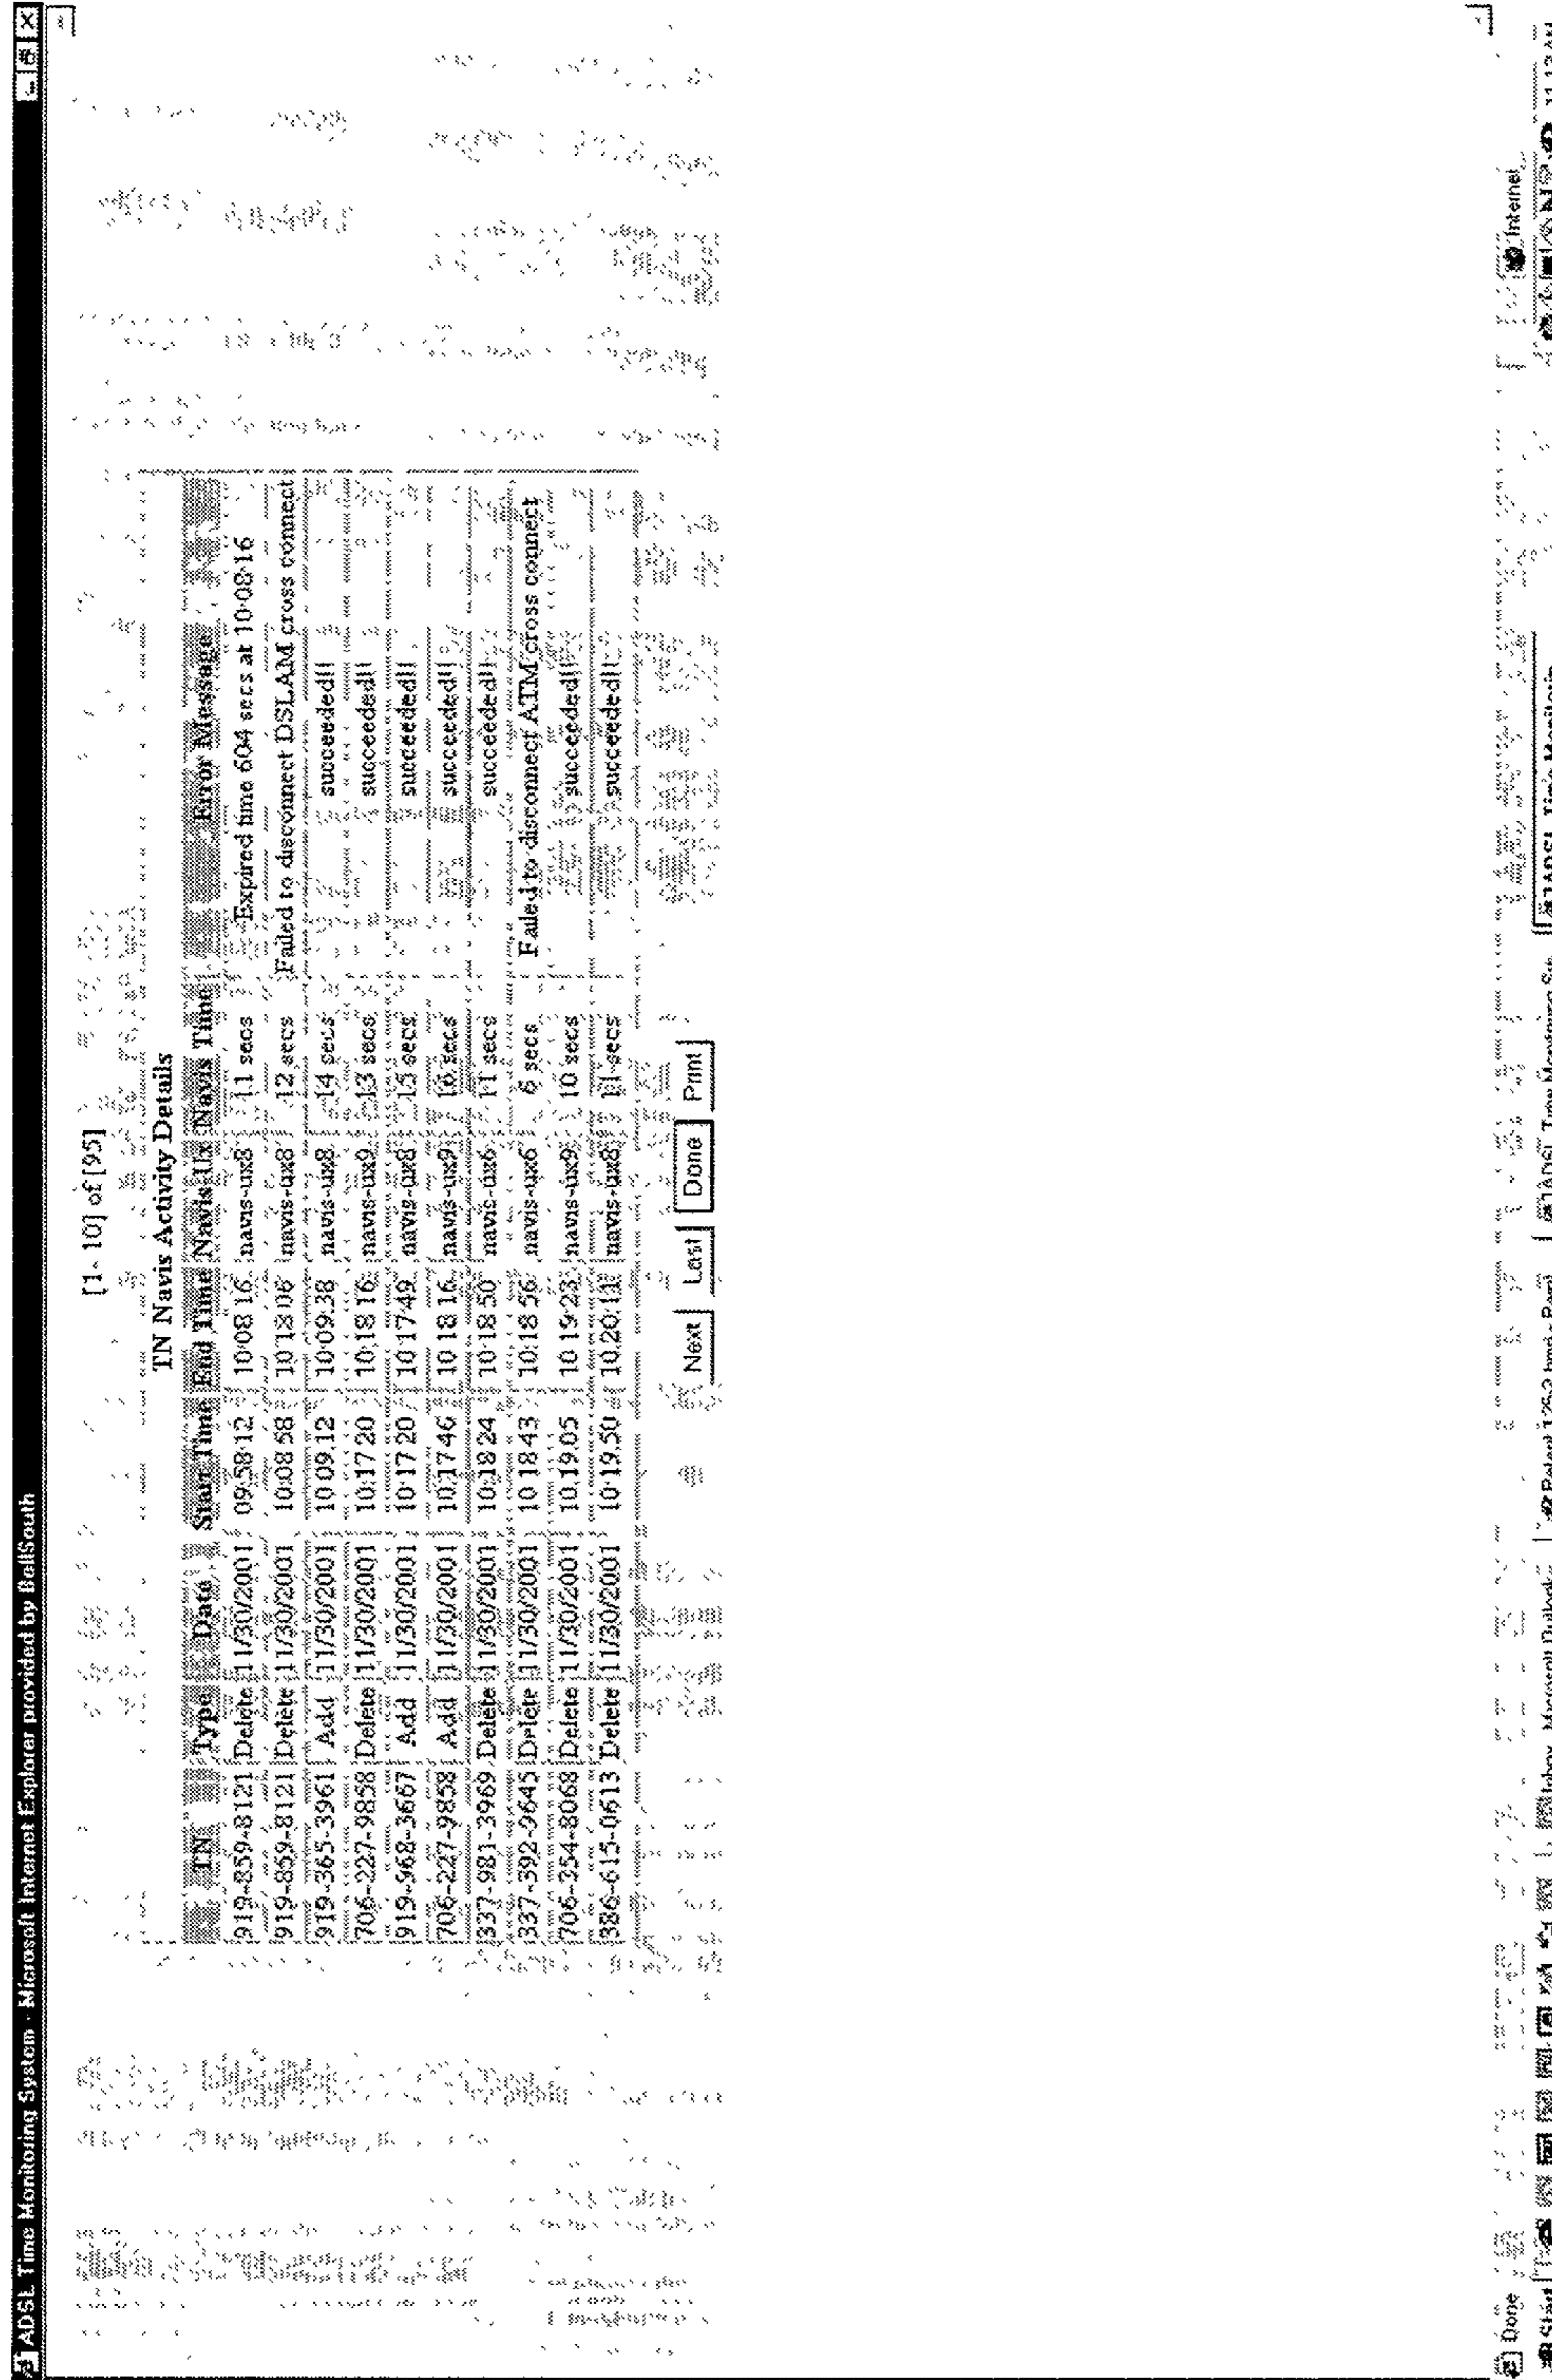 ADSL Time Monitoring System - Microsoft Internet Explorer provided by BellSouth
[1- 10] of [95]
TN Navis Activity Details
TN Type Date Start Time End Time Navis Ux Navis Time Error Message
919-859-8121 Delete 11/30/2001 09:58:12 10:08:16 navis-ux8 11 secs Expired time 604 secs at 10:08:16
919-859-8121 Delete 11/30/2001 10:08:58 10:18:06 navis-ux8 12 secs Failed to disconnect DSLAM cross connect
919-365-3961 Add 11/30/2001 10:09:12 10:09:38 navis-ux8 14 secs succeeded!!
706-227-9858 Delete 11/30/2001 10:17:20 10:18:16 navis-ux9 13 secs succeeded!!
919-968-3667 Add 11/30/2001 10:17:20 10:17:49 navis-ux8 15 secs succeeded!!
706-227-9858 Add 11/30/2001 10:17:46 10:18:16 navis-ux9 16 secs succeeded!!
337-981-3969 Delete 11/30/2001 10:18:24 10:18:50 navis-ux6 11 secs succeeded!!
337-392-9645 Delete 11/30/2001 10:18:43 10:18:56 navis-ux6 6 secs Failed to disconnect ATM cross connect
706-354-8068 Delete 11/30/2001 10:19:05 10:19:23 navis-ux9 10 secs succeeded!!
386-615-0613 Delete 11/30/2001 10:19:50 10:20:11 navis-ux8 11 secs succeeded!!
Next Last Done Print
Done Internet
Start Inbox - Microsoft Outlook ADSL Time